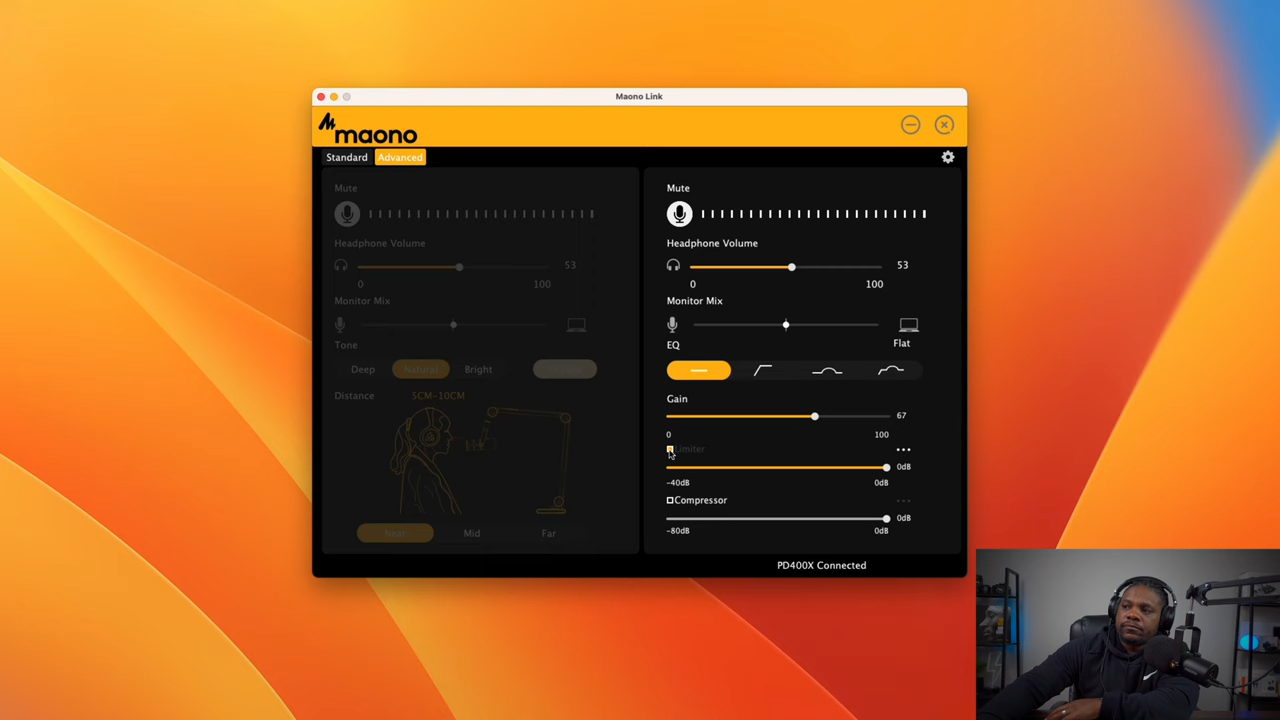 Maono Link
maono
Standard Advanced
Mute
Headphone Volume
53
0 100
Monitor Mix
Tone
Deep Natural Bright
Distance 5CM-10CM
Near Mid Far
Mute
Headphone Volume
53
0 100
Monitor Mix
EQ Flat
Gain
67
0 100
Limiter
0dB
-40dB 0dB
Compressor
0dB
-80dB 0dB
PD400X Connected